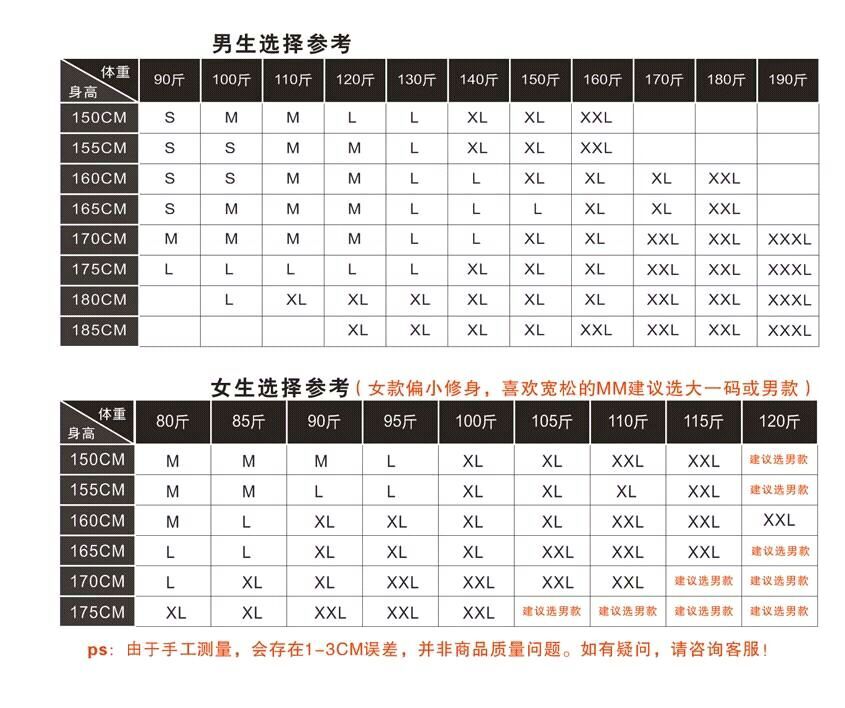 男生选择参考
体重 90斤 100斤 110斤 120斤 130斤 140斤 150斤 160斤 170斤 180斤 190斤
身高
150CM S M M L L XL XL XXL
155CM S S M M L XL XL XXL
160CM S S M M L L XL XL XL XXL
165CM S M M M L L L XL XL XXL
170CM M M M M L L XL XL XXL XXL XXXL
175CM L L L L L XL XL XL XXL XXL XXXL
180CM L XL XL XL XL XL XL XXL XXL XXXL
185CM XL XL XL XL XXL XXL XXL XXXL
女生选择参考(女款偏小修身，喜欢宽松的MM建议选大一码或男款)
体重 80斤 85斤 90斤 95斤 100斤 105斤 110斤 115斤 120斤
身高
150CM M M M L XL XL XXL XXL 建议选男款
155CM M M L L XL XL XL XXL 建议选男款
160CM M L XL XL XL XL XXL XXL XXL
165CM L L XL XL XL XXL XXL XXL 建议选男款
170CM L XL XL XXL XXL XXL XXL 建议选男款 建议选男款
175CM XL XL XXL XXL XXL 建议选男款 建议选男款 建议选男款 建议选男款
ps：由于手工测量，会存在1-3CM误差，并非商品质量问题。如有疑问，请咨询客服！